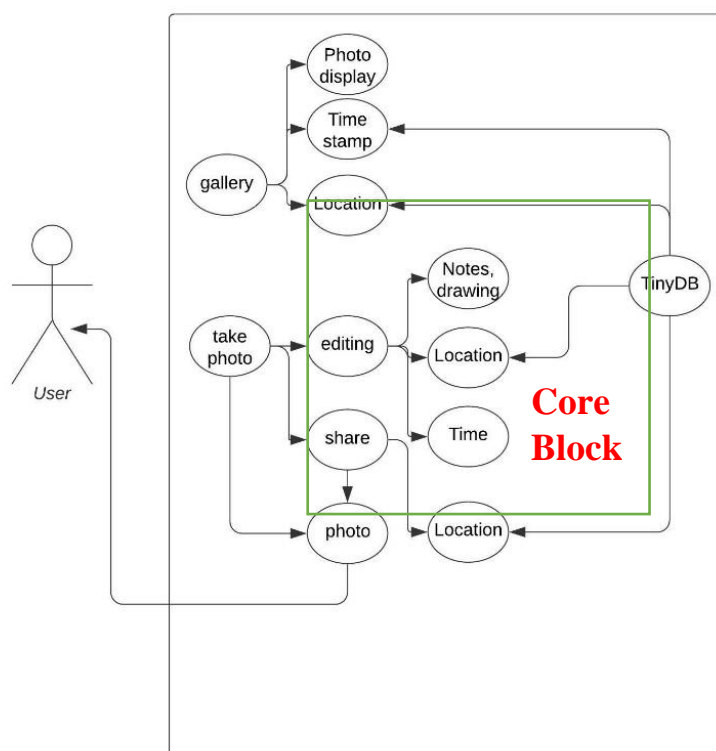 Photo
display
Time
stamp
gallery
Location
Notes,
drawing
TinyDB
take
photo
editing
Location
User
Core
Block
share
Time
photo
Location